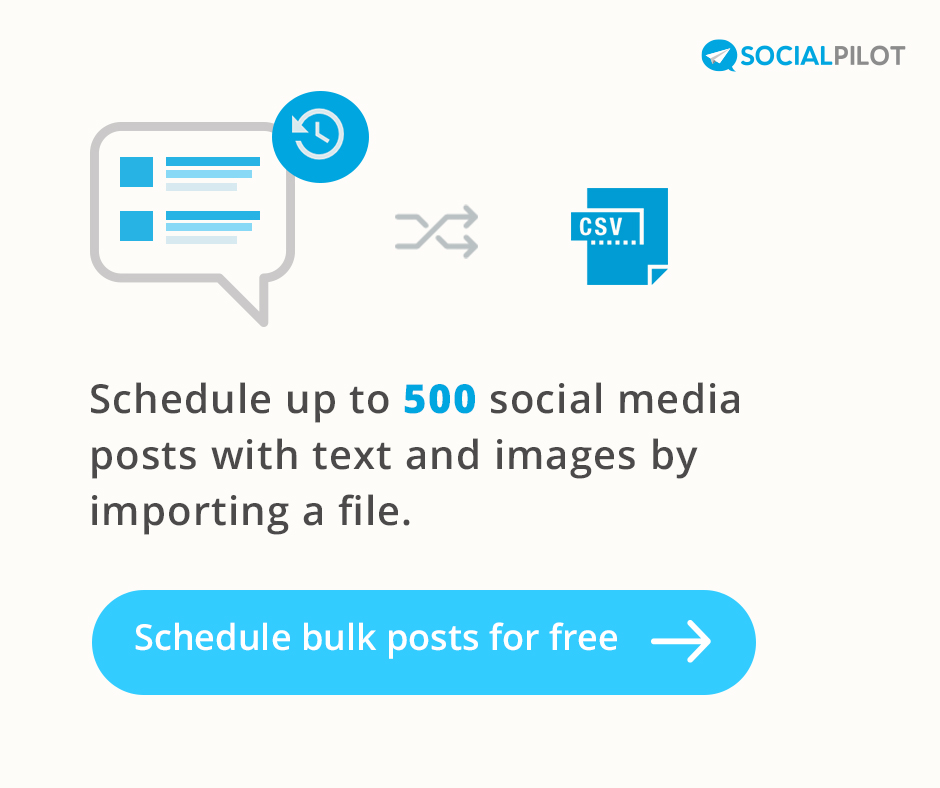 SOCIALPILOT
CSV
Schedule up to 500 social media
posts with text and images by
importing a file.
Schedule bulk posts for free